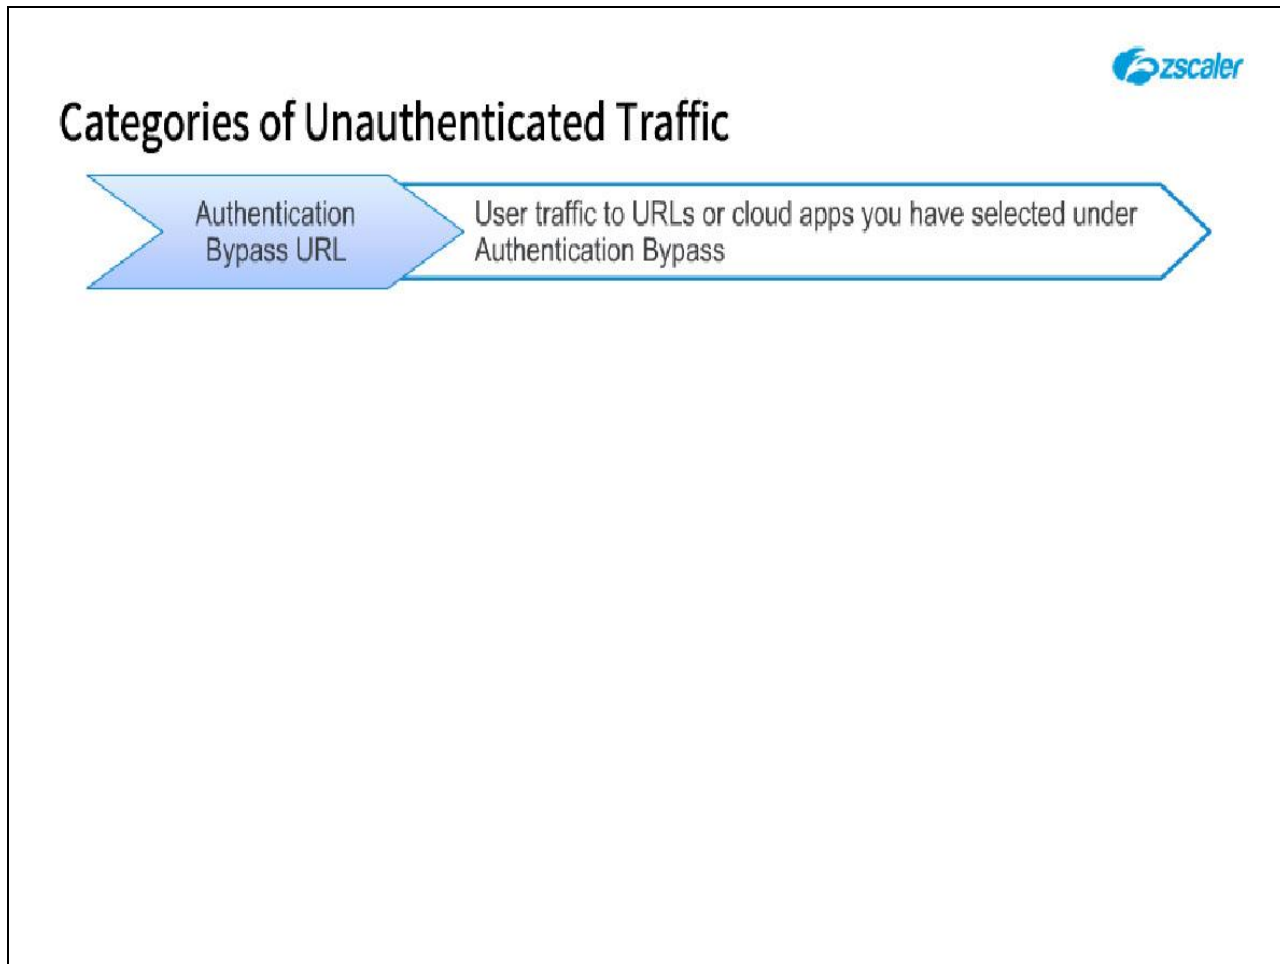 zscaler
Categories of Unauthenticated Traffic
Authentication
Bypass URL
User traffic to URLs or cloud apps you have selected under
Authentication Bypass